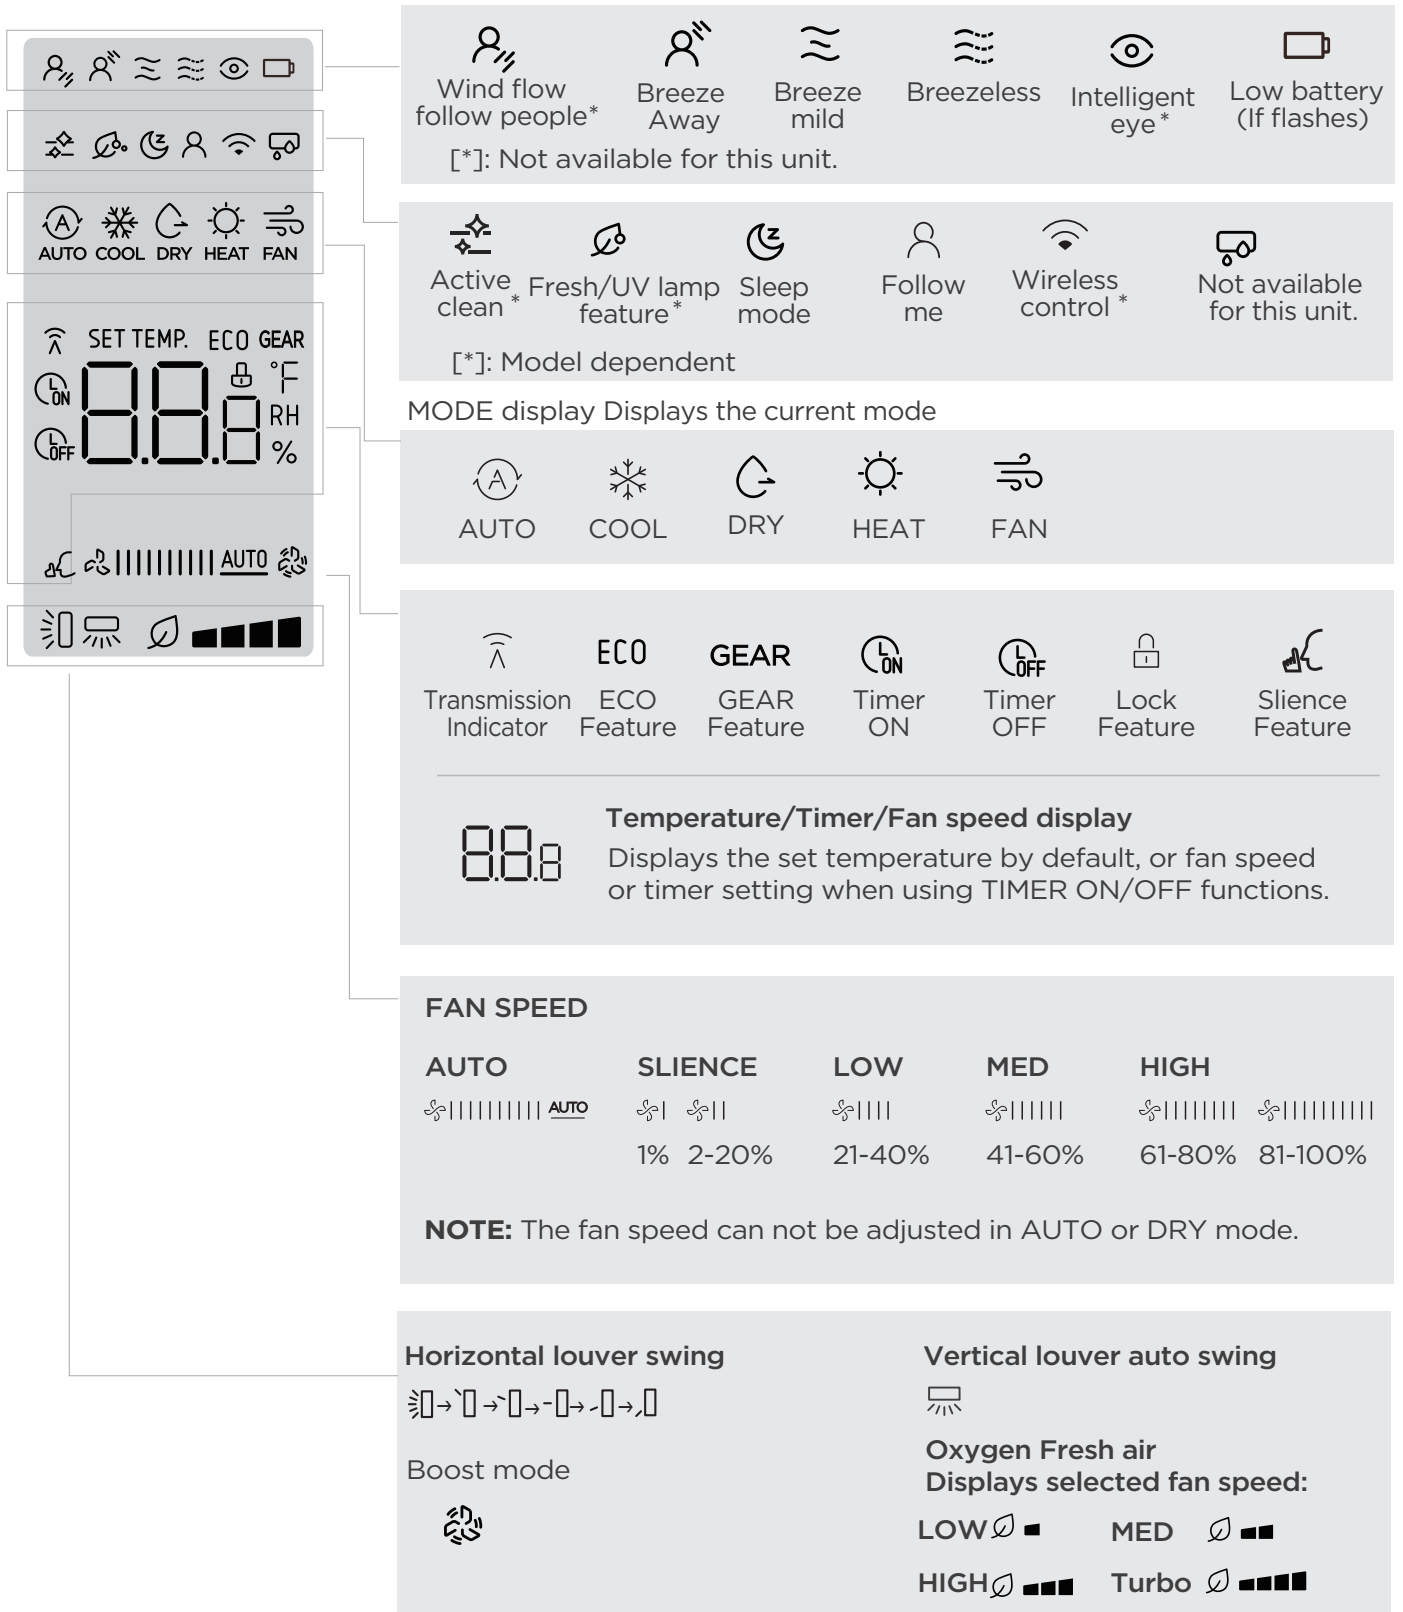 AUTO COOL DRY HEAT FAN
SET TEMP. ECO GEAR
ON
°F
RH
OFF
%
AUTO
Wind flow
follow people*
Breeze
Away
Breeze
mild
Breezeless
Intelligent
eye*
Low battery
(If flashes)
[*]: Not available for this unit.
Active
clean *
Fresh/UV lamp
feature*
Sleep
mode
Follow
me
Wireless
control *
Not available
for this unit.
[*]: Model dependent
MODE display Displays the current mode
AUTO COOL DRY HEAT FAN
ECO GEAR ON OFF
Transmission
Indicator
ECO
Feature
GEAR
Feature
Timer
ON
Timer
OFF
Lock
Feature
Slience
Feature
Temperature/Timer/Fan speed display
Displays the set temperature by default, or fan speed
or timer setting when using TIMER ON/OFF functions.
FAN SPEED
AUTO SLIENCE LOW MED HIGH
AUTO
1% 2-20% 21-40% 41-60% 61-80% 81-100%
NOTE: The fan speed can not be adjusted in AUTO or DRY mode.
Horizontal louver swing
Boost mode
Vertical louver auto swing
Oxygen Fresh air
Displays selected fan speed:
LOW MED
HIGH Turbo